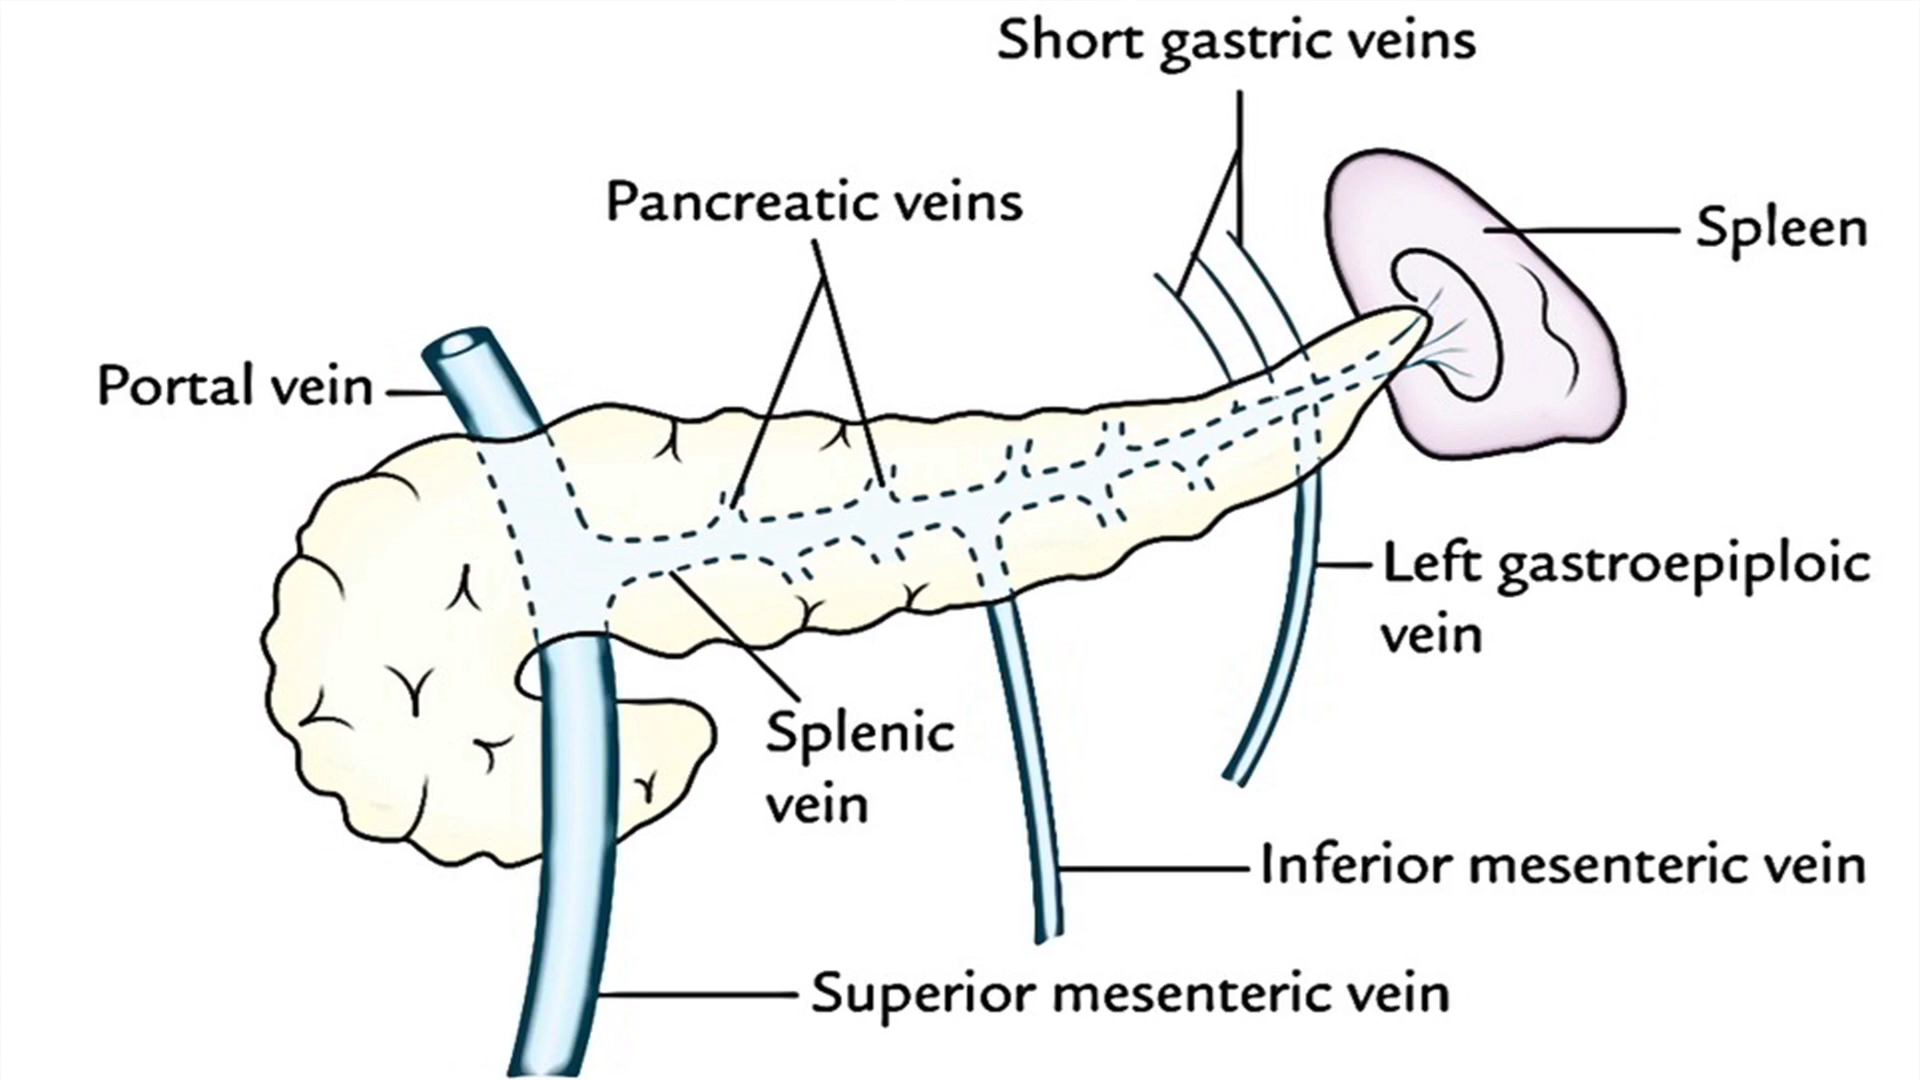 Short gastric veins
Pancreatic veins
Spleen
Portal vein
Left gastroepiploic
vein
Splenic
vein
Inferior mesenteric vein
Superior mesenteric vein